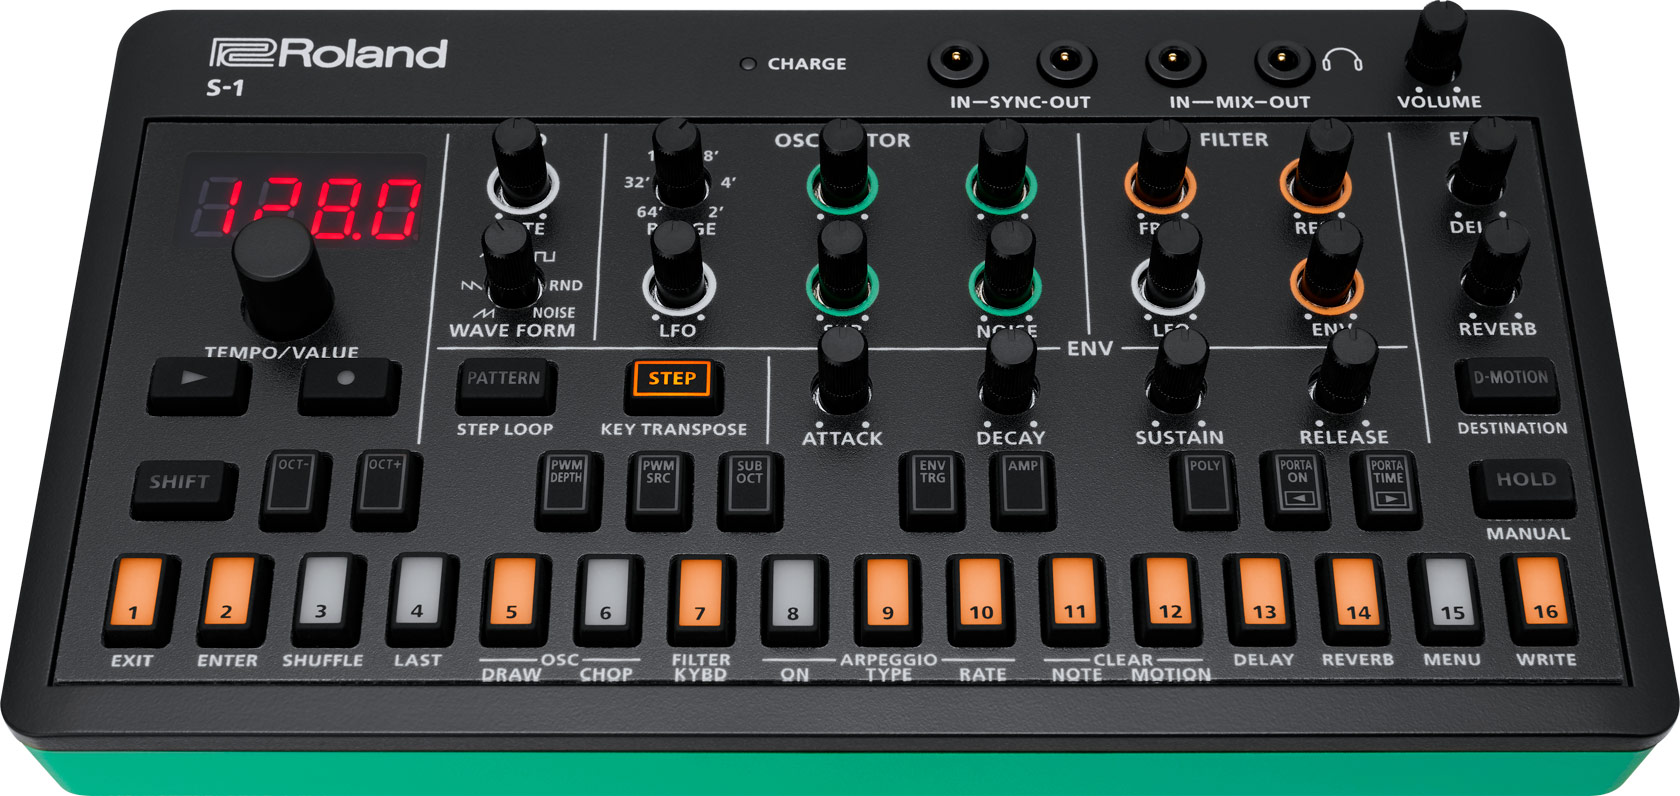 Roland
S-1
CHARGE
IN—SYNC-OUT
IN—MIX—OUT
VOLUME
128.0
FILTER
8'
32'
4'
64'
2'
RND
NOISE
WAVE FORM
LFO
NOISE
ENV
REVERB
TEMPO/VALUE
ENV
PATTERN
STEP
D-MOTION
STEP LOOP
KEY TRANSPOSE
ATTACK
DECAY
SUSTAIN
RELEASE
DESTINATION
SHIFT
OCT-
OCT+
PWM DEPTH
PWM SRC
SUB OCT
ENV TRG
AMP
POLY
PORTA ON
PORTA TIME
HOLD
MANUAL
1 2 3 4 5 6 7 8 9 10 11 12 13 14 15 16
EXIT
ENTER
SHUFFLE
LAST
OSC
DRAW
CHOP
FILTER
KYBD
ARPEGGIO
ON
TYPE
RATE
CLEAR
NOTE
MOTION
DELAY
REVERB
MENU
WRITE